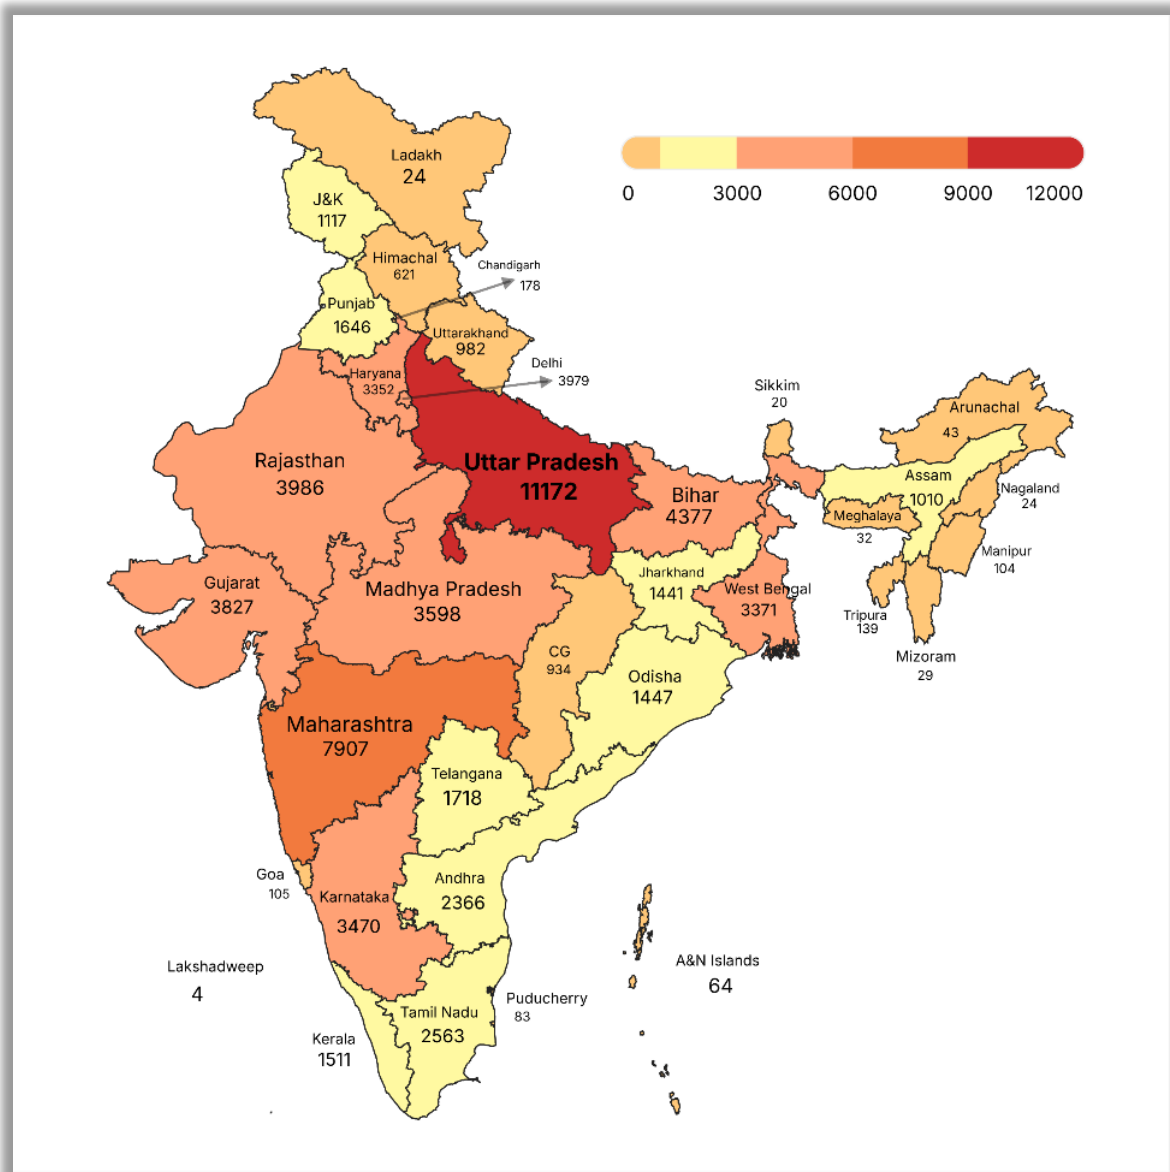 Ladakh
24
0 3000 6000 9000 12000
J&K
1117
Himachal
621
Chandigarh
178
Punjab
1646
Uttarakhand
982
Delhi
3979
Haryana
3352
Sikkim
20
Arunachal
43
Rajasthan
3986
Uttar Pradesh
11172
Bihar
4377
Assam
1010
Nagaland
24
Meghalaya
32
Manipur
104
Gujarat
3827
Madhya Pradesh
3598
Jharkhand
1441
West Bengal
3371
Tripura
139
Mizoram
29
CG
934
Odisha
1447
Maharashtra
7907
Telangana
1718
Goa
105
Karnataka
3470
Andhra
2366
Lakshadweep
4
A&N Islands
64
Puducherry
83
Tamil Nadu
2563
Kerala
1511